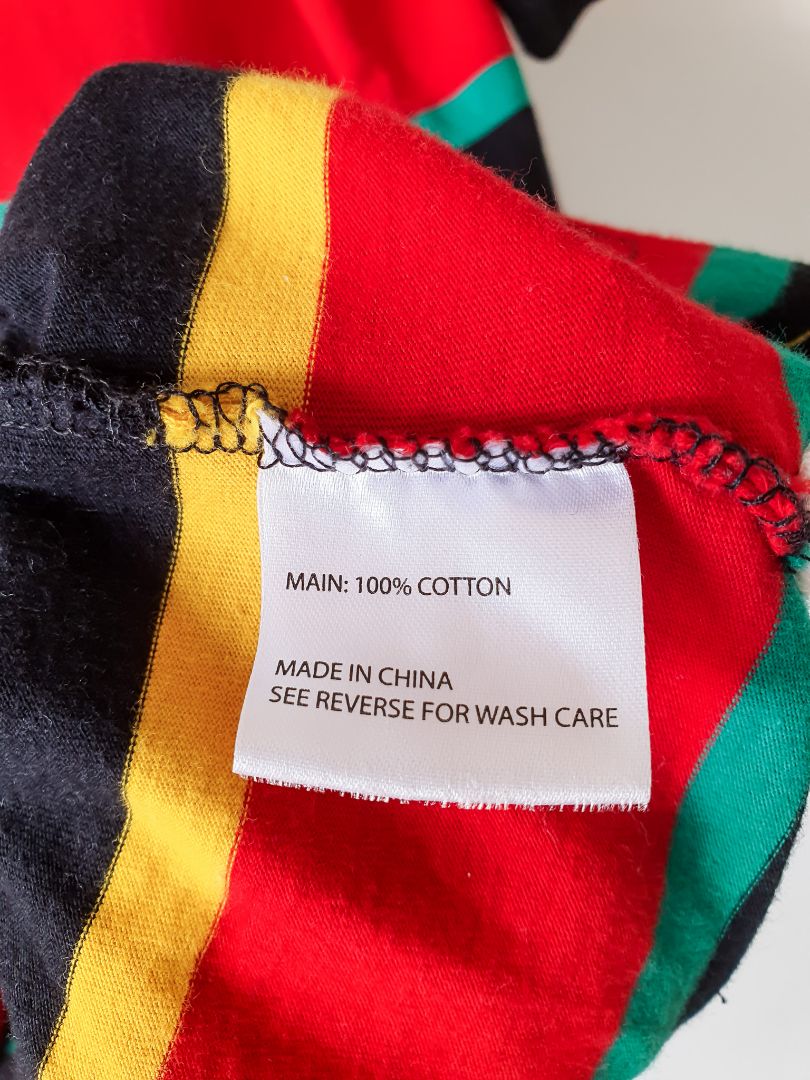 MAIN: 100% COTTON
MADE IN CHINA
SEE REVERSE FOR WASH CARE